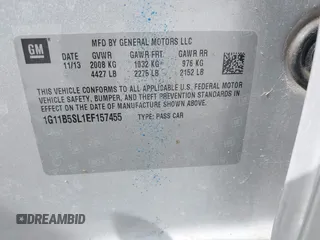 GM
MFD BY GENERAL MOTORS LLC
DATE GVWR GAWR FRT GAWR RR
11/13 2008 KG 1032 KG 976 KG
4427 LB 2275 LB 2152 LB
THIS VEHICLE CONFORMS TO ALL APPLICABLE U.S. FEDERAL MOTOR
VEHICLE SAFETY, BUMPER, AND THEFT PREVENTION STANDARDS IN
EFFECT ON THE DATE OF MANUFACTURE SHOWN ABOVE.
1G11B5SL1EF157455 TYPE: PASS CAR
DREAMBID